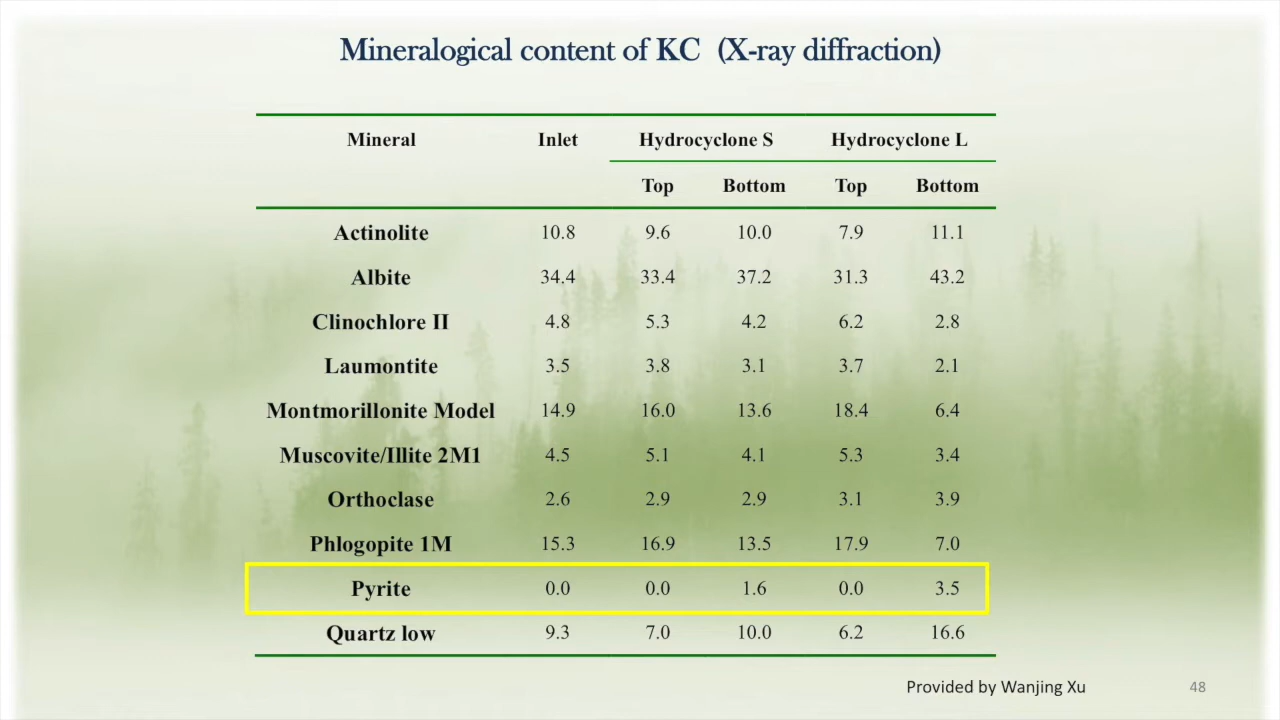 Mineralogical content of KC (X-ray diffraction)
Mineral Inlet Hydrocyclone S Hydrocyclone L
Top Bottom Top Bottom
Actinolite 10.8 9.6 10.0 7.9 11.1
Albite 34.4 33.4 37.2 31.3 43.2
Clinochlore II 4.8 5.3 4.2 6.2 2.8
Laumontite 3.5 3.8 3.1 3.7 2.1
Montmorillonite Model 14.9 16.0 13.6 18.4 6.4
Muscovite/Illite 2M1 4.5 5.1 4.1 5.3 3.4
Orthoclase 2.6 2.9 2.9 3.1 3.9
Phlogopite 1M 15.3 16.9 13.5 17.9 7.0
Pyrite 0.0 0.0 1.6 0.0 3.5
Quartz low 9.3 7.0 10.0 6.2 16.6
Provided by Wanjing Xu 48